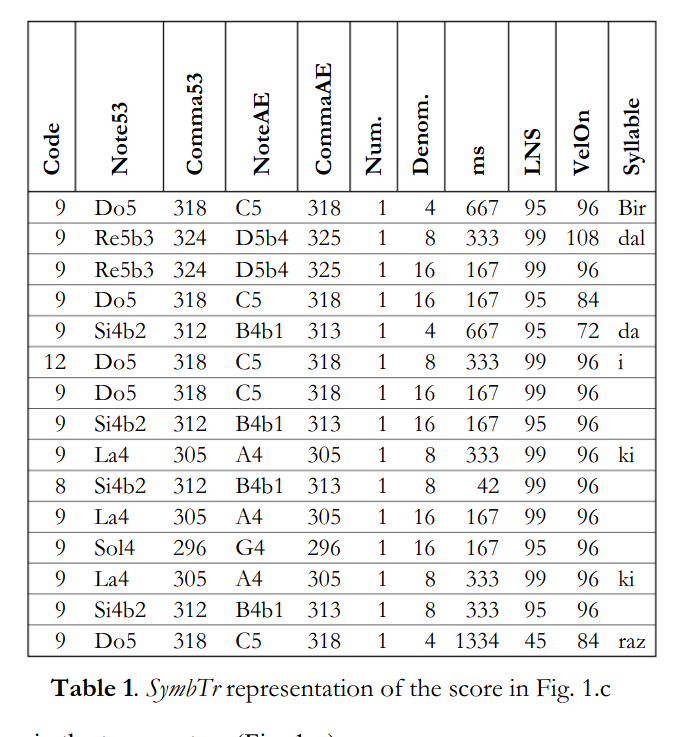 Code Note53 Comma53 NoteAE CommaAE Num. Denom. ms LNS VelOn Syllable
9 Do5 318 C5 318 1 4 667 95 96 Bir
9 Re5b3 324 D5b4 325 1 8 333 99 108 dal
9 Re5b3 324 D5b4 325 1 16 167 99 96
9 Do5 318 C5 318 1 16 167 95 84
9 Si4b2 312 B4b1 313 1 4 667 95 72 da
12 Do5 318 C5 318 1 8 333 99 96 i
9 Do5 318 C5 318 1 16 167 99 96
9 Si4b2 312 B4b1 313 1 16 167 95 96
9 La4 305 A4 305 1 8 333 99 96 ki
8 Si4b2 312 B4b1 313 1 8 42 99 96
9 La4 305 A4 305 1 16 167 99 96
9 Sol4 296 G4 296 1 16 167 95 96
9 La4 305 A4 305 1 8 333 99 96 ki
9 Si4b2 312 B4b1 313 1 8 333 95 96
9 Do5 318 C5 318 1 4 1334 45 84 raz
Table 1. SymbTr representation of the score in Fig. 1.c